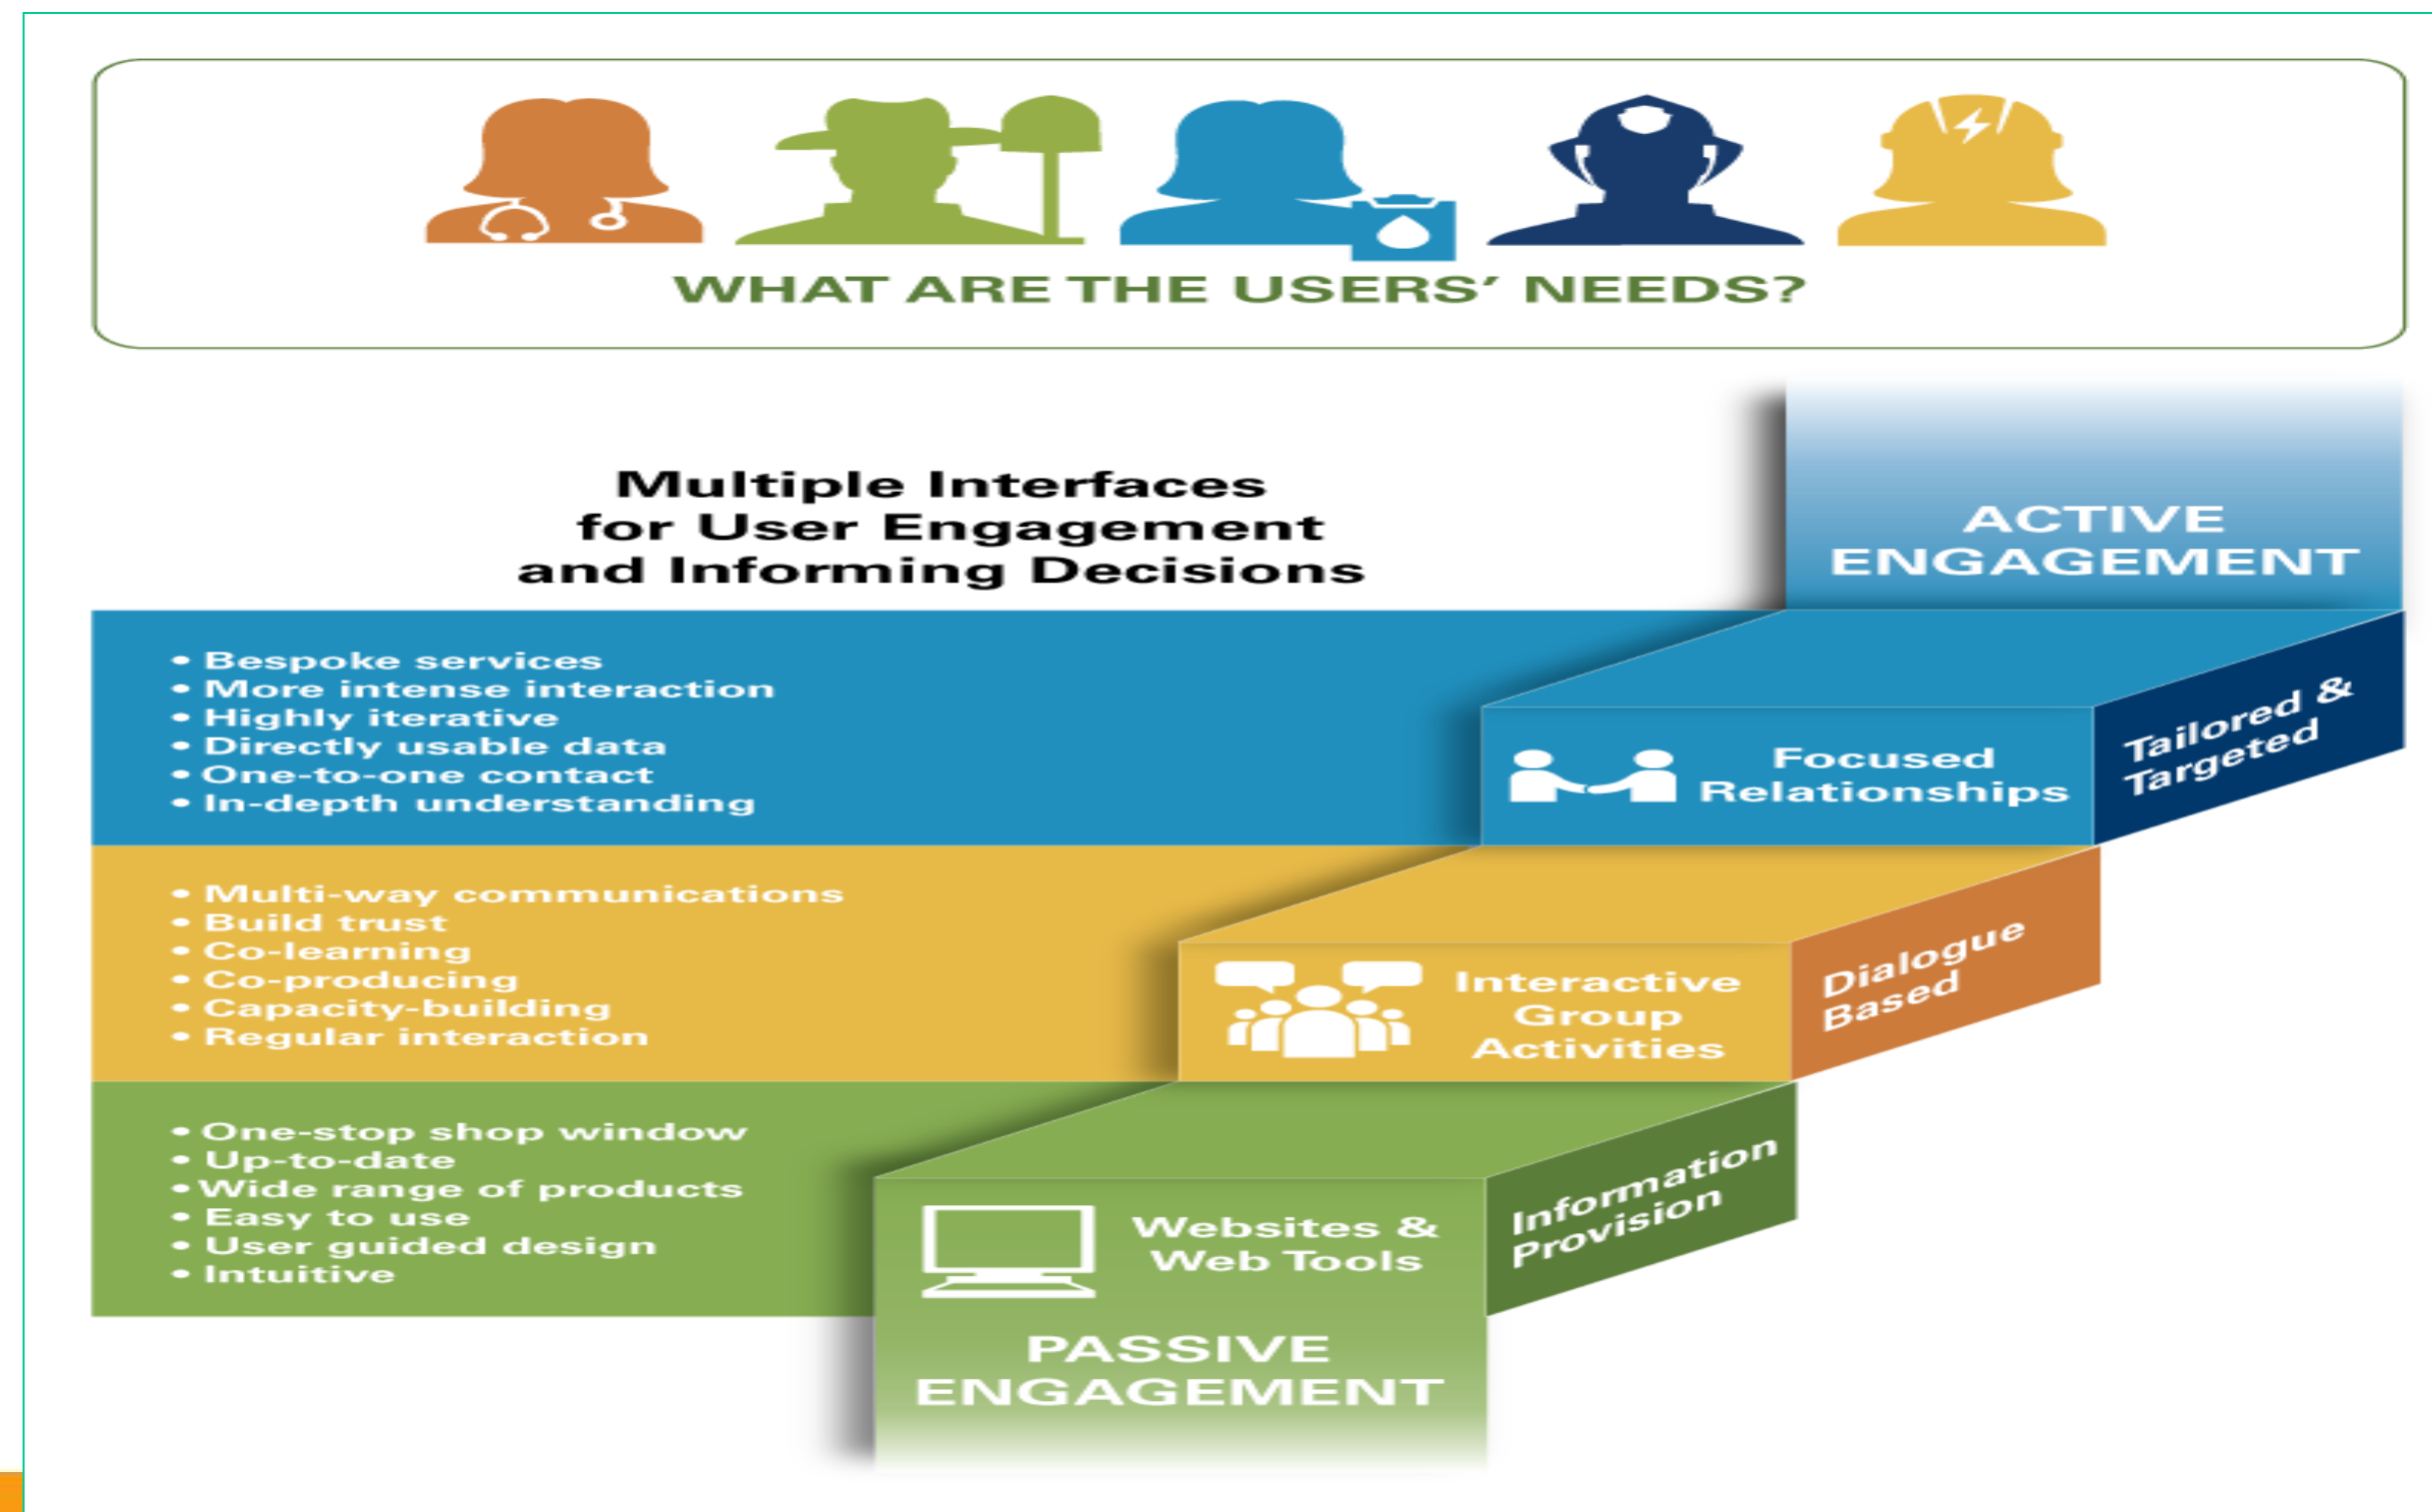 WHAT ARE THE USERS’ NEEDS?
Multiple Interfaces
for User Engagement
and Informing Decisions
ACTIVE
ENGAGEMENT
• Bespoke services
• More intense interaction
• Highly iterative
• Directly usable data
• One-to-one contact
• In-depth understanding
Focused
Relationships
Tailored &
Targeted
• Multi-way communications
• Build trust
• Co-learning
• Co-producing
• Capacity-building
• Regular interaction
Interactive
Group
Activities
Dialogue
Based
• One-stop shop window
• Up-to-date
• Wide range of products
• Easy to use
• User guided design
• Intuitive
Websites &
Web Tools
Information
Provision
PASSIVE
ENGAGEMENT